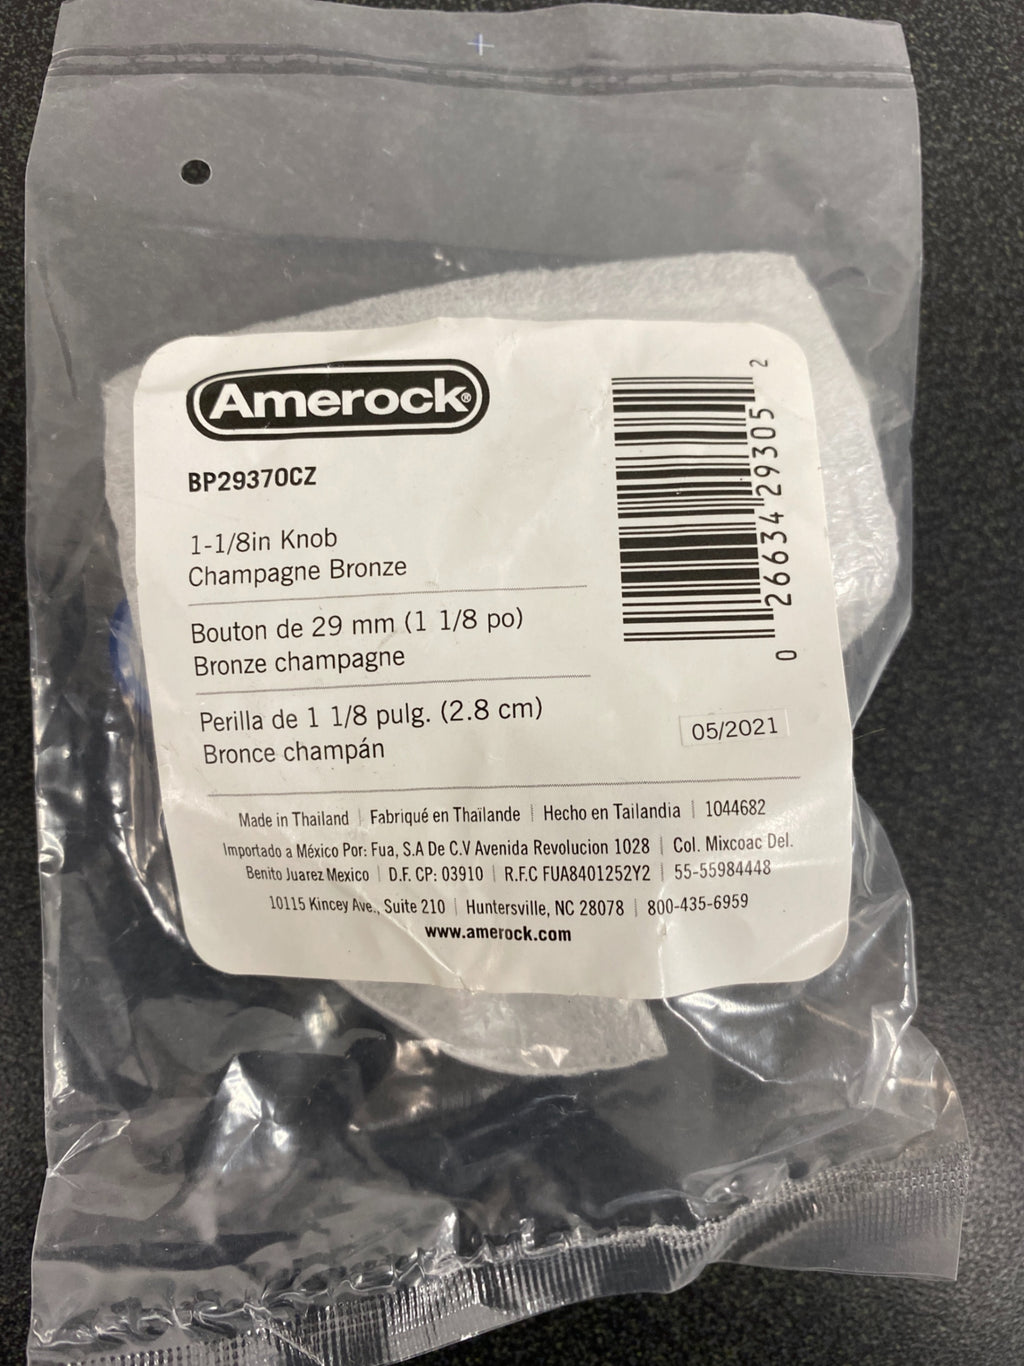 Amerock®
BP29370CZ
1-1/8in Knob
Champagne Bronze
Bouton de 29 mm (1 1/8 po)
Bronze champagne
Perilla de 1 1/8 pulg. (2.8 cm)
Bronce champán
0 26634 29305 2
05/2021
Made in Thailand | Fabriqué en Thaïlande | Hecho en Tailandia | 1044682
Importado a México Por: Fua, S.A De C.V Avenida Revolucion 1028 | Col. Mixcoac Del.
Benito Juarez Mexico | D.F. CP: 03910 | R.F.C FUA8401252Y2 | 55-55984448
10115 Kincey Ave., Suite 210 | Huntersville, NC 28078 | 800-435-6959
www.amerock.com